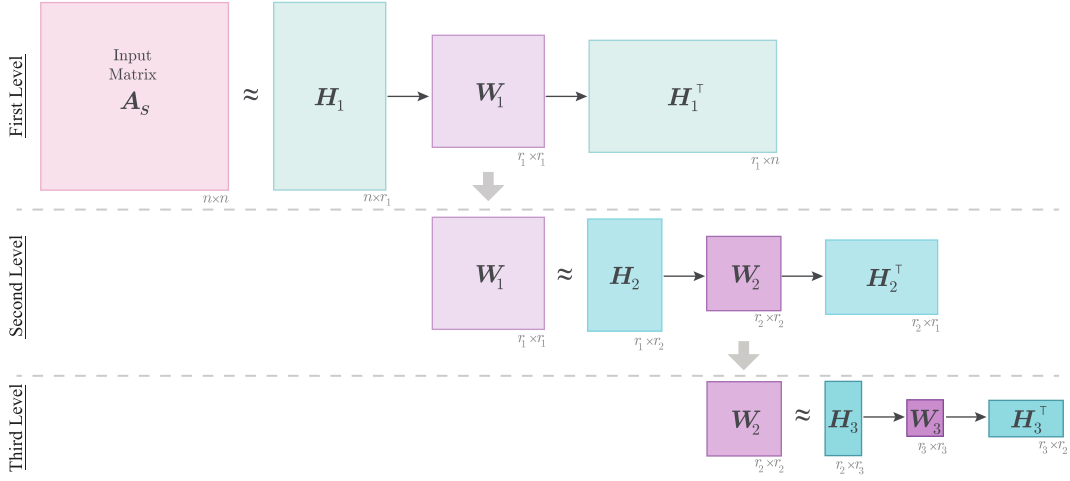 First Level
Input
Matrix
A_s
n×n
≈
H_1
n×r_1
W_1
r_1×r_1
H_1^⊤
r_1×n
Second Level
W_1
r_1×r_1
≈
H_2
r_1×r_2
W_2
r_2×r_2
H_2^⊤
r_2×r_1
Third Level
W_2
r_2×r_2
≈
H_3
r_2×r_3
W_3
r_3×r_3
H_3^⊤
r_3×r_2